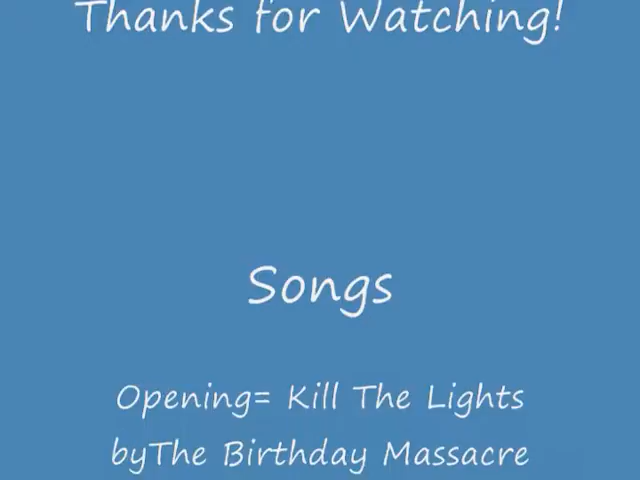 Thanks for Watching!
Songs
Opening= Kill The Lights
byThe Birthday Massacre